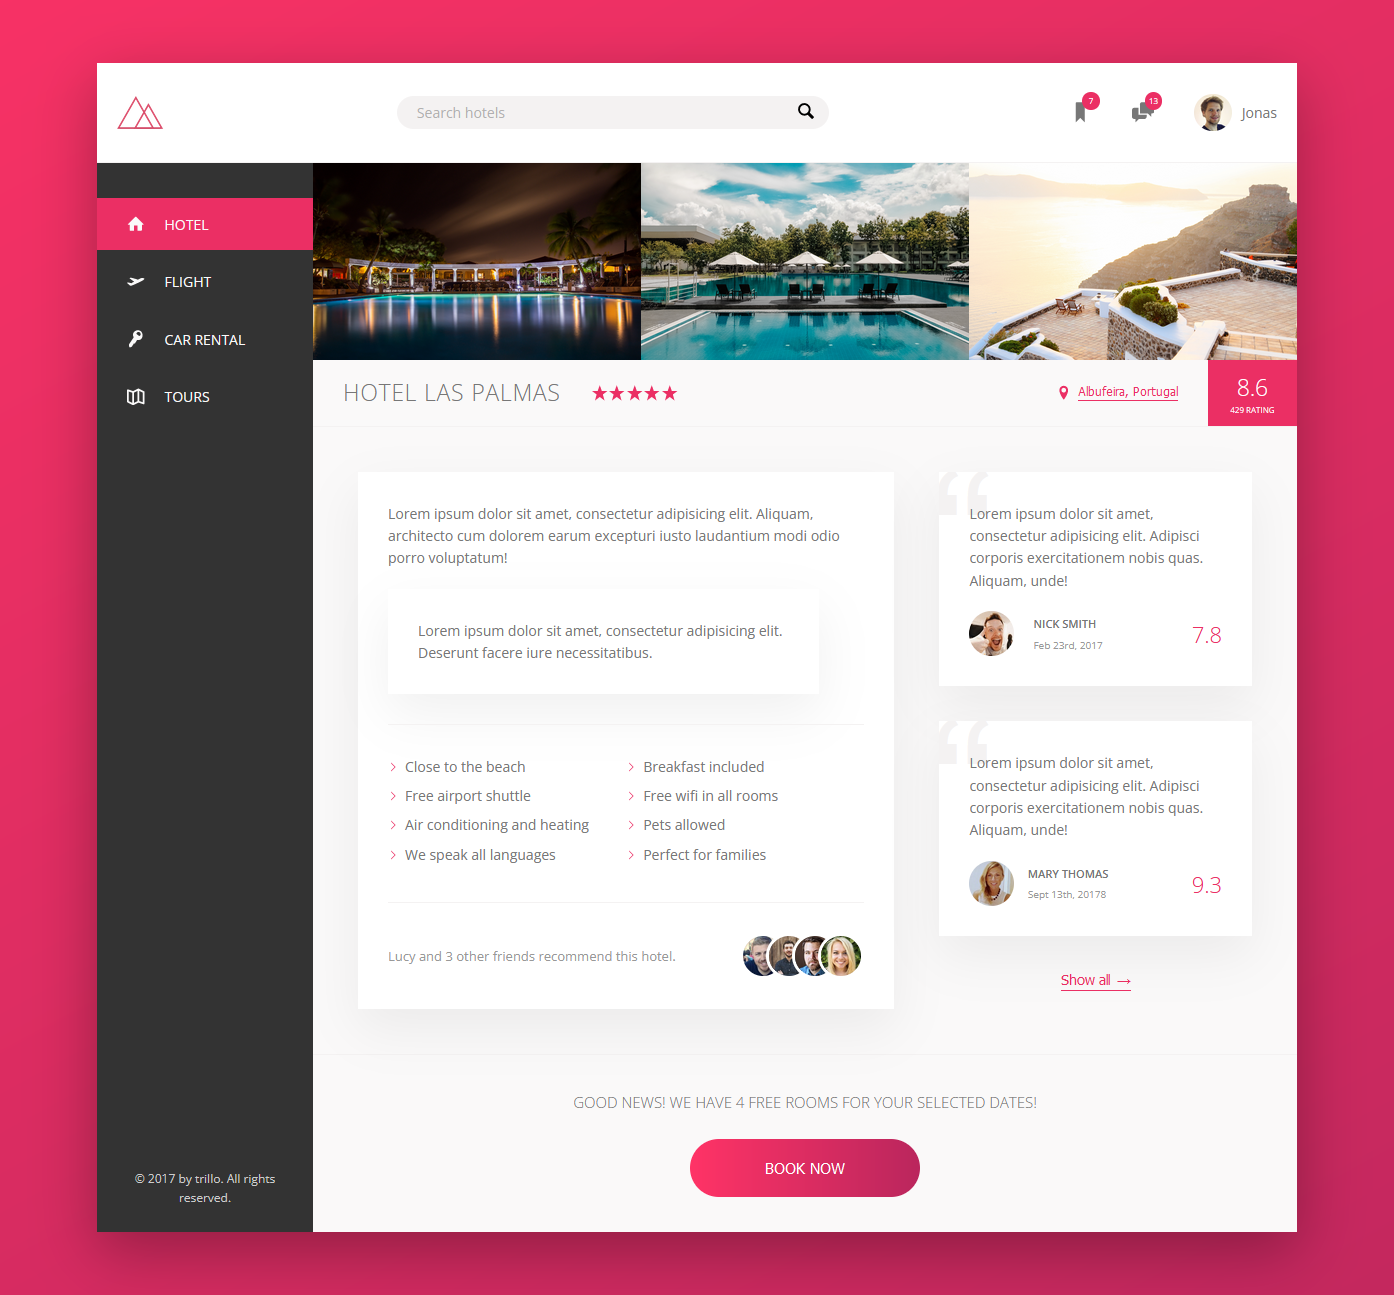 Search hotels
7
13
Jonas
HOTEL
FLIGHT
CAR RENTAL
TOURS
HOTEL LAS PALMAS
Albufeira, Portugal
8.6
429 RATING
Lorem ipsum dolor sit amet, consectetur adipisicing elit. Aliquam,
architecto cum dolorem earum excepturi iusto laudantium modi odio
porro voluptatum!
Lorem ipsum dolor sit amet, consectetur adipisicing elit.
Deserunt facere iure necessitatibus.
Close to the beach
Breakfast included
Free airport shuttle
Free wifi in all rooms
Air conditioning and heating
Pets allowed
We speak all languages
Perfect for families
Lucy and 3 other friends recommend this hotel.
“
Lorem ipsum dolor sit amet,
consectetur adipisicing elit. Adipisci
corporis exercitationem nobis quas.
Aliquam, unde!
NICK SMITH
Feb 23rd, 2017
7.8
“
Lorem ipsum dolor sit amet,
consectetur adipisicing elit. Adipisci
corporis exercitationem nobis quas.
Aliquam, unde!
MARY THOMAS
Sept 13th, 20178
9.3
Show all →
GOOD NEWS! WE HAVE 4 FREE ROOMS FOR YOUR SELECTED DATES!
BOOK NOW
© 2017 by trillo. All rights
reserved.